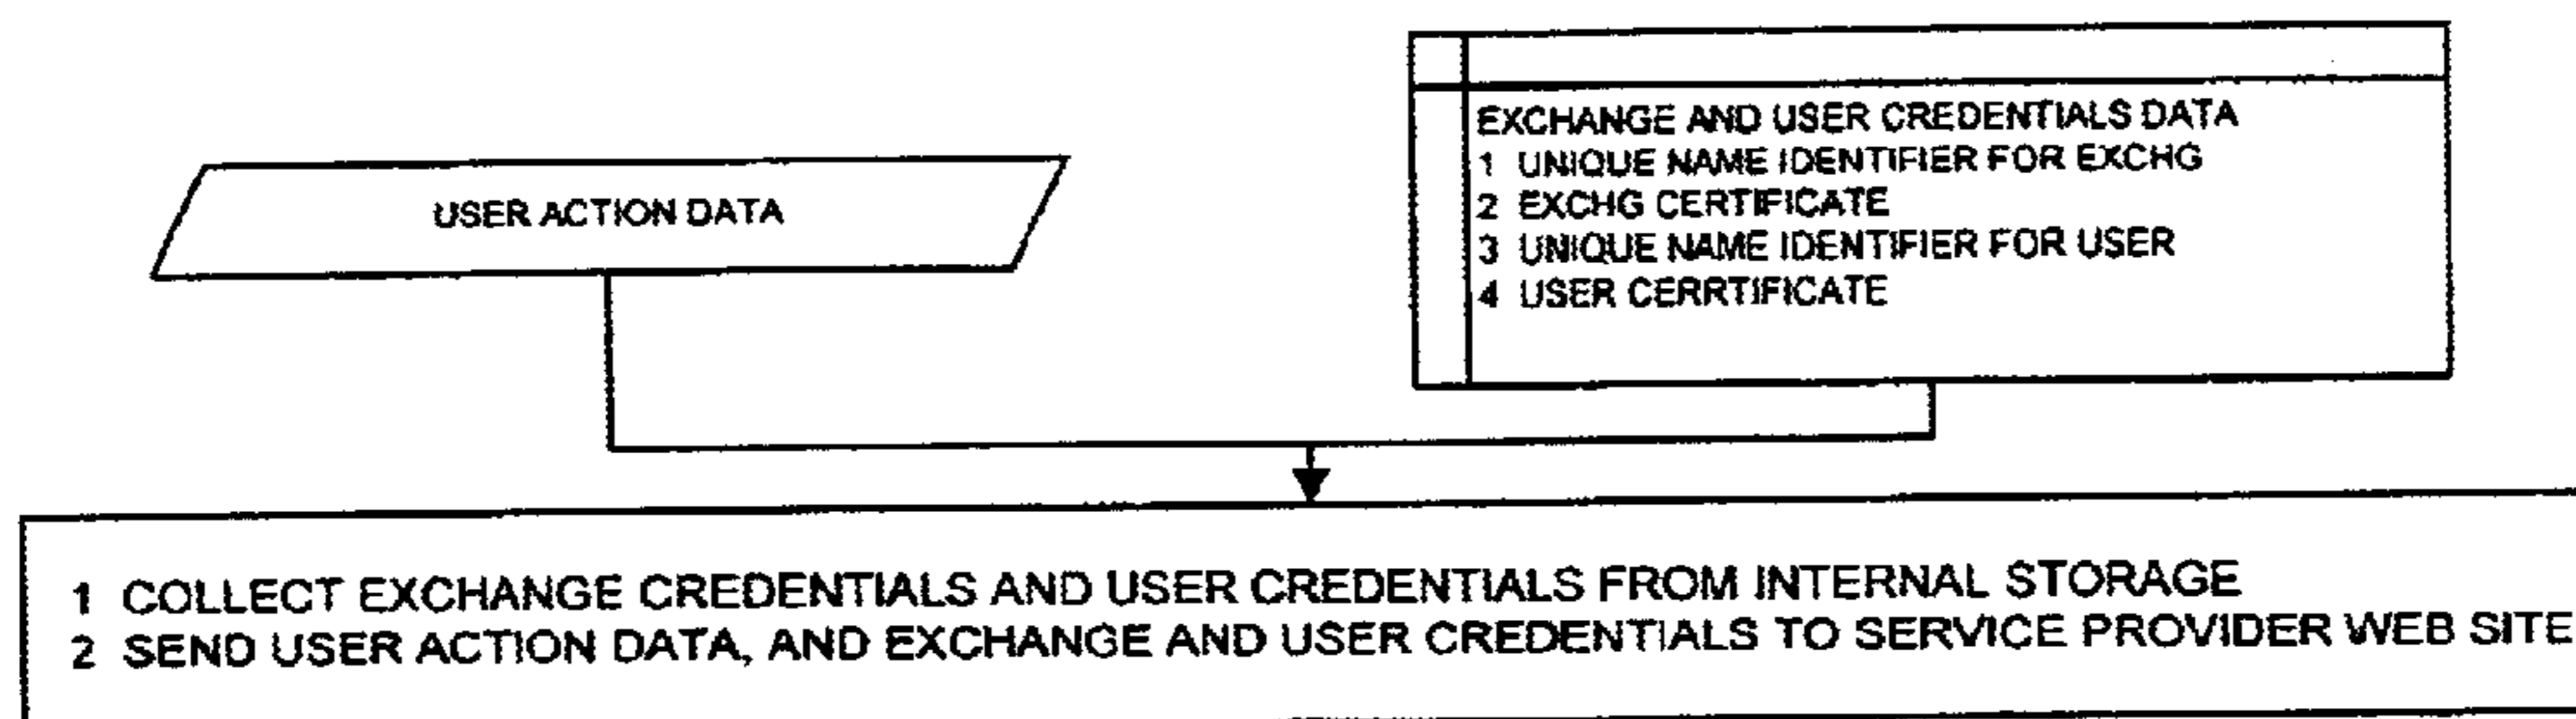 USER ACTION DATA
EXCHANGE AND USER CREDENTIALS DATA
1 UNIQUE NAME IDENTIFIER FOR EXCHG
2 EXCHG CERTIFICATE
3 UNIQUE NAME IDENTIFIER FOR USER
4 USER CERRTIFICATE
1 COLLECT EXCHANGE CREDENTIALS AND USER CREDENTIALS FROM INTERNAL STORAGE
2 SEND USER ACTION DATA, AND EXCHANGE AND USER CREDENTIALS TO SERVICE PROVIDER WEB SITE